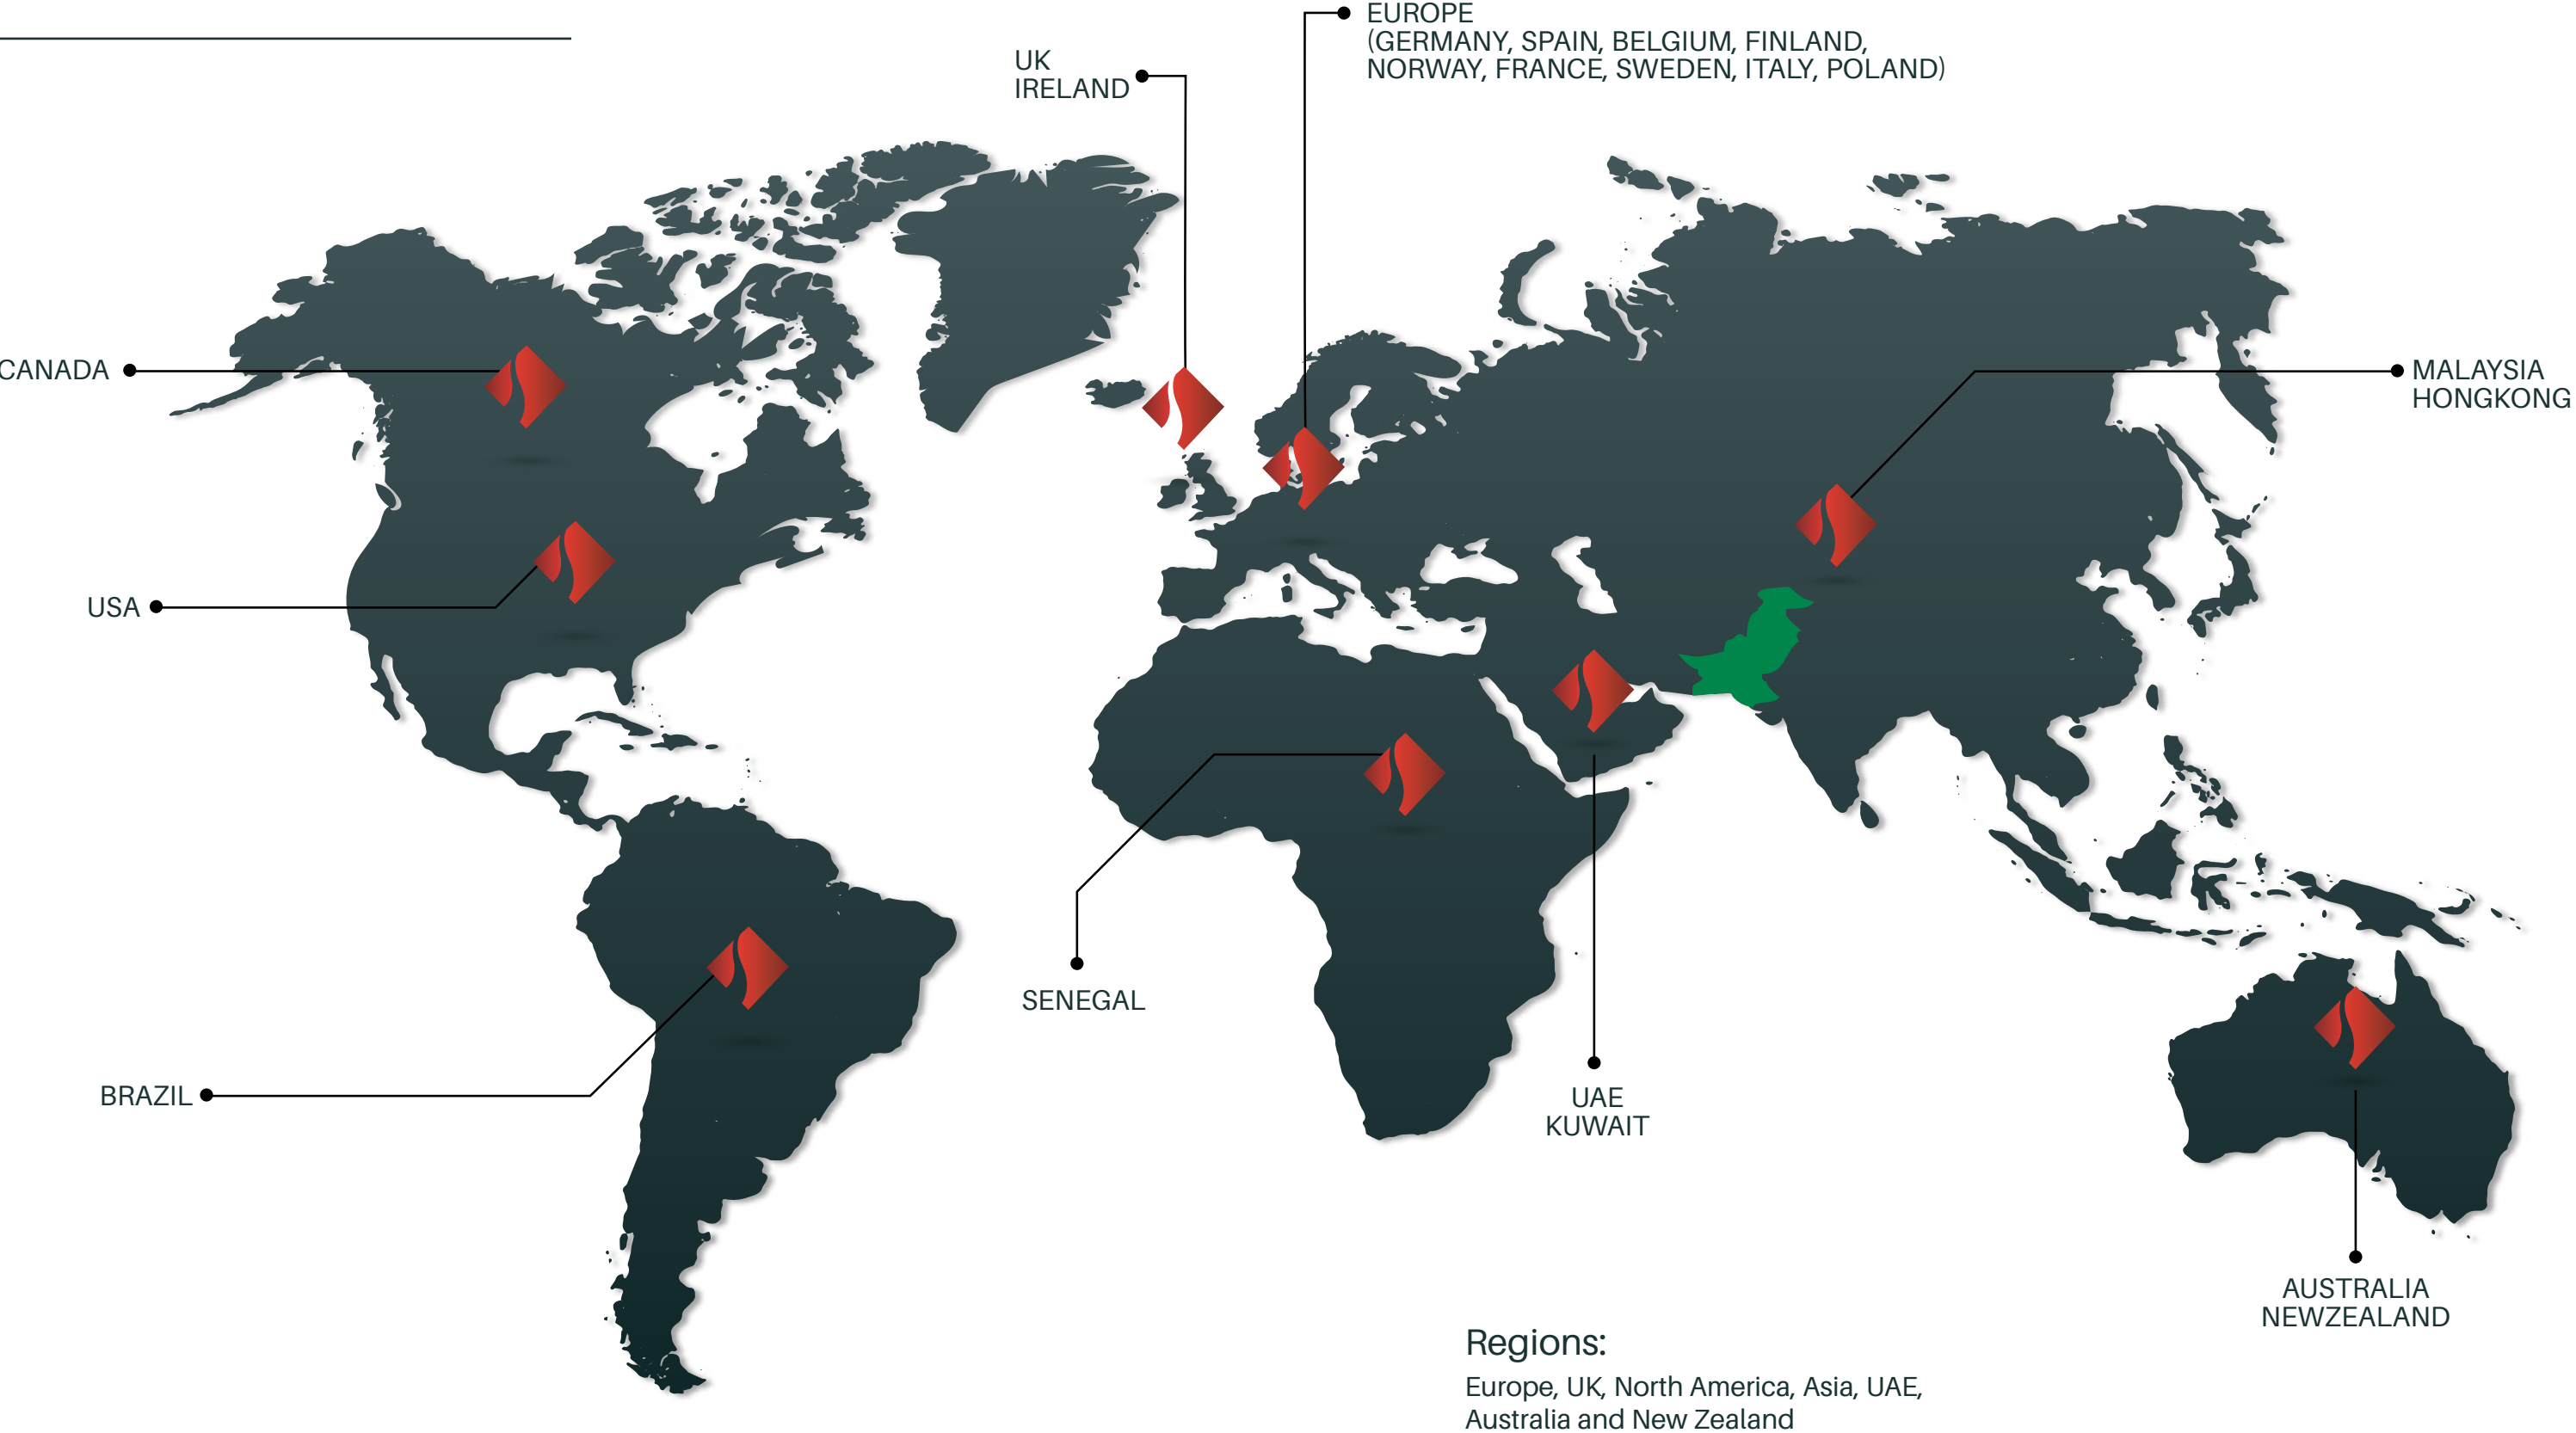 EUROPE
(GERMANY, SPAIN, BELGIUM, FINLAND,
NORWAY, FRANCE, SWEDEN, ITALY, POLAND)
UK
IRELAND
CANADA
MALAYSIA
HONGKONG
USA
SENEGAL
BRAZIL
UAE
KUWAIT
AUSTRALIA
NEWZEALAND
Regions:
Europe, UK, North America, Asia, UAE,
Australia and New Zealand